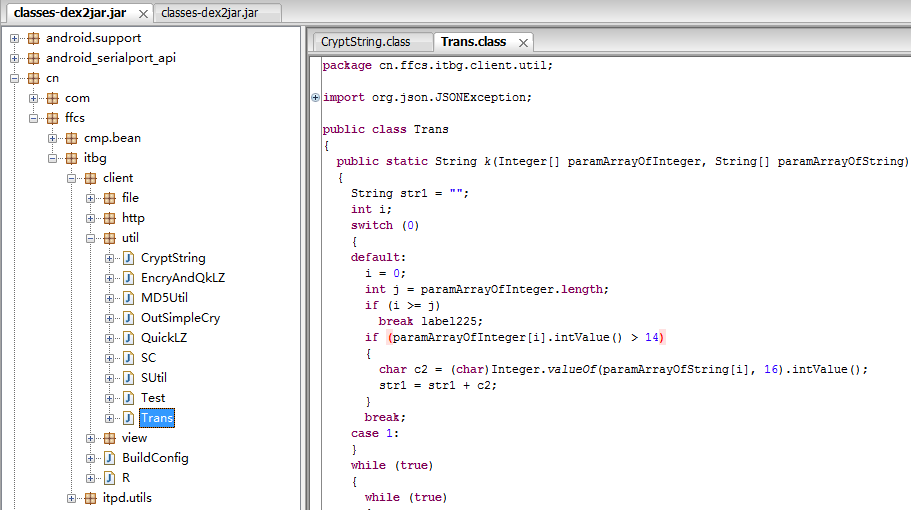 classes-dex2jar.jar classes-dex2jar.jar
android.support
android_serialport_api
cn
com
ffcs
cmp.bean
itbg
client
file
http
util
CryptString
EncryAndQkLZ
MD5Util
OutSimpleCry
QuickLZ
SC
SUtil
Test
Trans
view
BuildConfig
R
itpd.utils
CryptString.class Trans.class
package cn.ffcs.itbg.client.util;
import org.json.JSONException;
public class Trans
{
public static String k(Integer[] paramArrayOfInteger, String[] paramArrayOfString)
{
String str1 = "";
int i;
switch (0)
{
default:
i = 0;
int j = paramArrayOfInteger.length;
if (i >= j)
break label225;
if (paramArrayOfInteger[i].intValue() > 14)
{
char c2 = (char)Integer.valueOf(paramArrayOfString[i], 16).intValue();
str1 = str1 + c2;
}
break;
case 1:
}
while (true)
{
while (true)